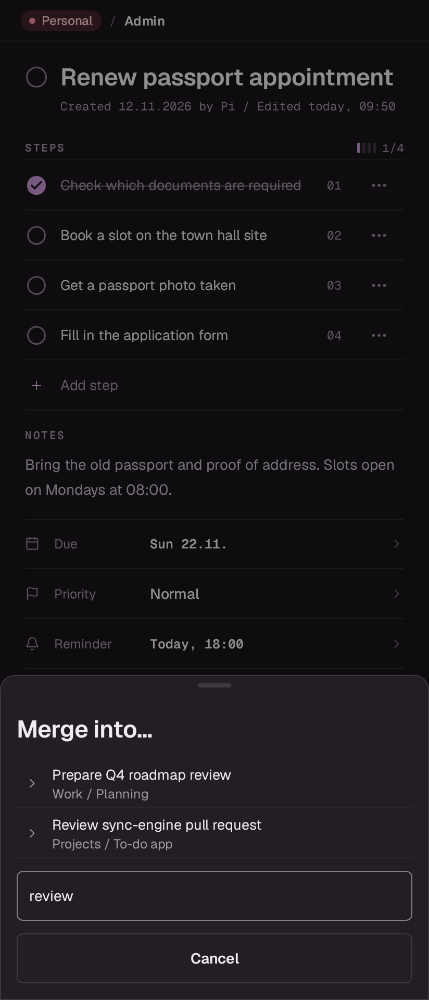 Personal / Admin
Renew passport appointment
Created 12.11.2026 by Pi / Edited today, 09:50
STEPS 1/4
Check which documents are required 01
Book a slot on the town hall site 02
Get a passport photo taken 03
Fill in the application form 04
Add step
NOTES
Bring the old passport and proof of address. Slots open
on Mondays at 08:00.
Due Sun 22.11.
Priority Normal
Reminder Today, 18:00
Merge into…
Prepare Q4 roadmap review
Work / Planning
Review sync-engine pull request
Projects / To-do app
review
Cancel